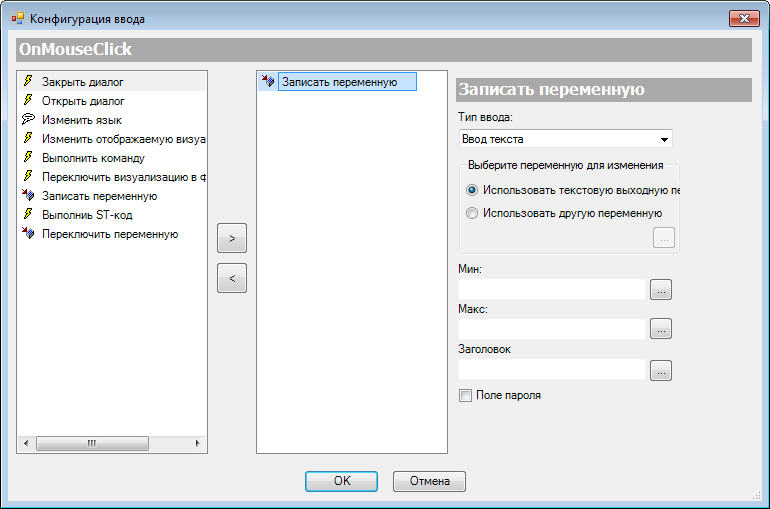 Конфигурация ввода
OnMouseClick
Закрыть диалог
Открыть диалог
Изменить язык
Изменить отображаемую визуа
Выполнить команду
Переключить визуализацию в ф
Записать переменную
Выполниь ST-код
Переключить переменную
>
<
Записать переменную
Записать переменную
Тип ввода:
Ввод текста
Выберите переменную для изменения
Использовать текстовую выходную пе
Использовать другую переменную
...
Мин:
...
Макс:
...
Заголовок
...
Поле пароля
OK
Отмена